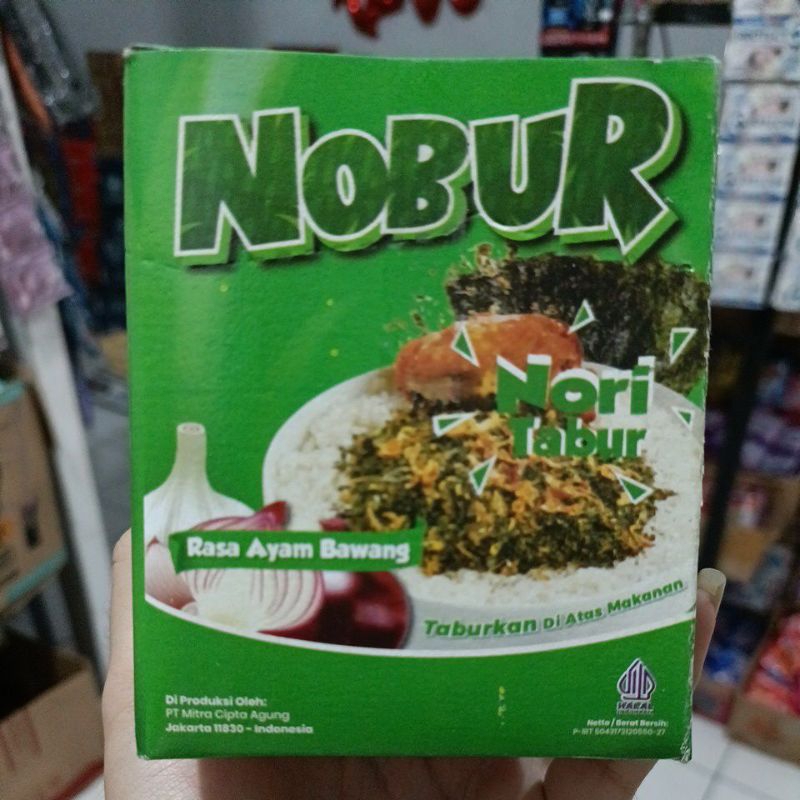 NOBUR
Nori
Tabur
Rasa Ayam Bawang
Taburkan Di Atas Makanan
Di Produksi Oleh:
PT Mitra Cipta Agung
Jakarta 11830 - Indonesia
HALAL
Netto / Berat Bersih: